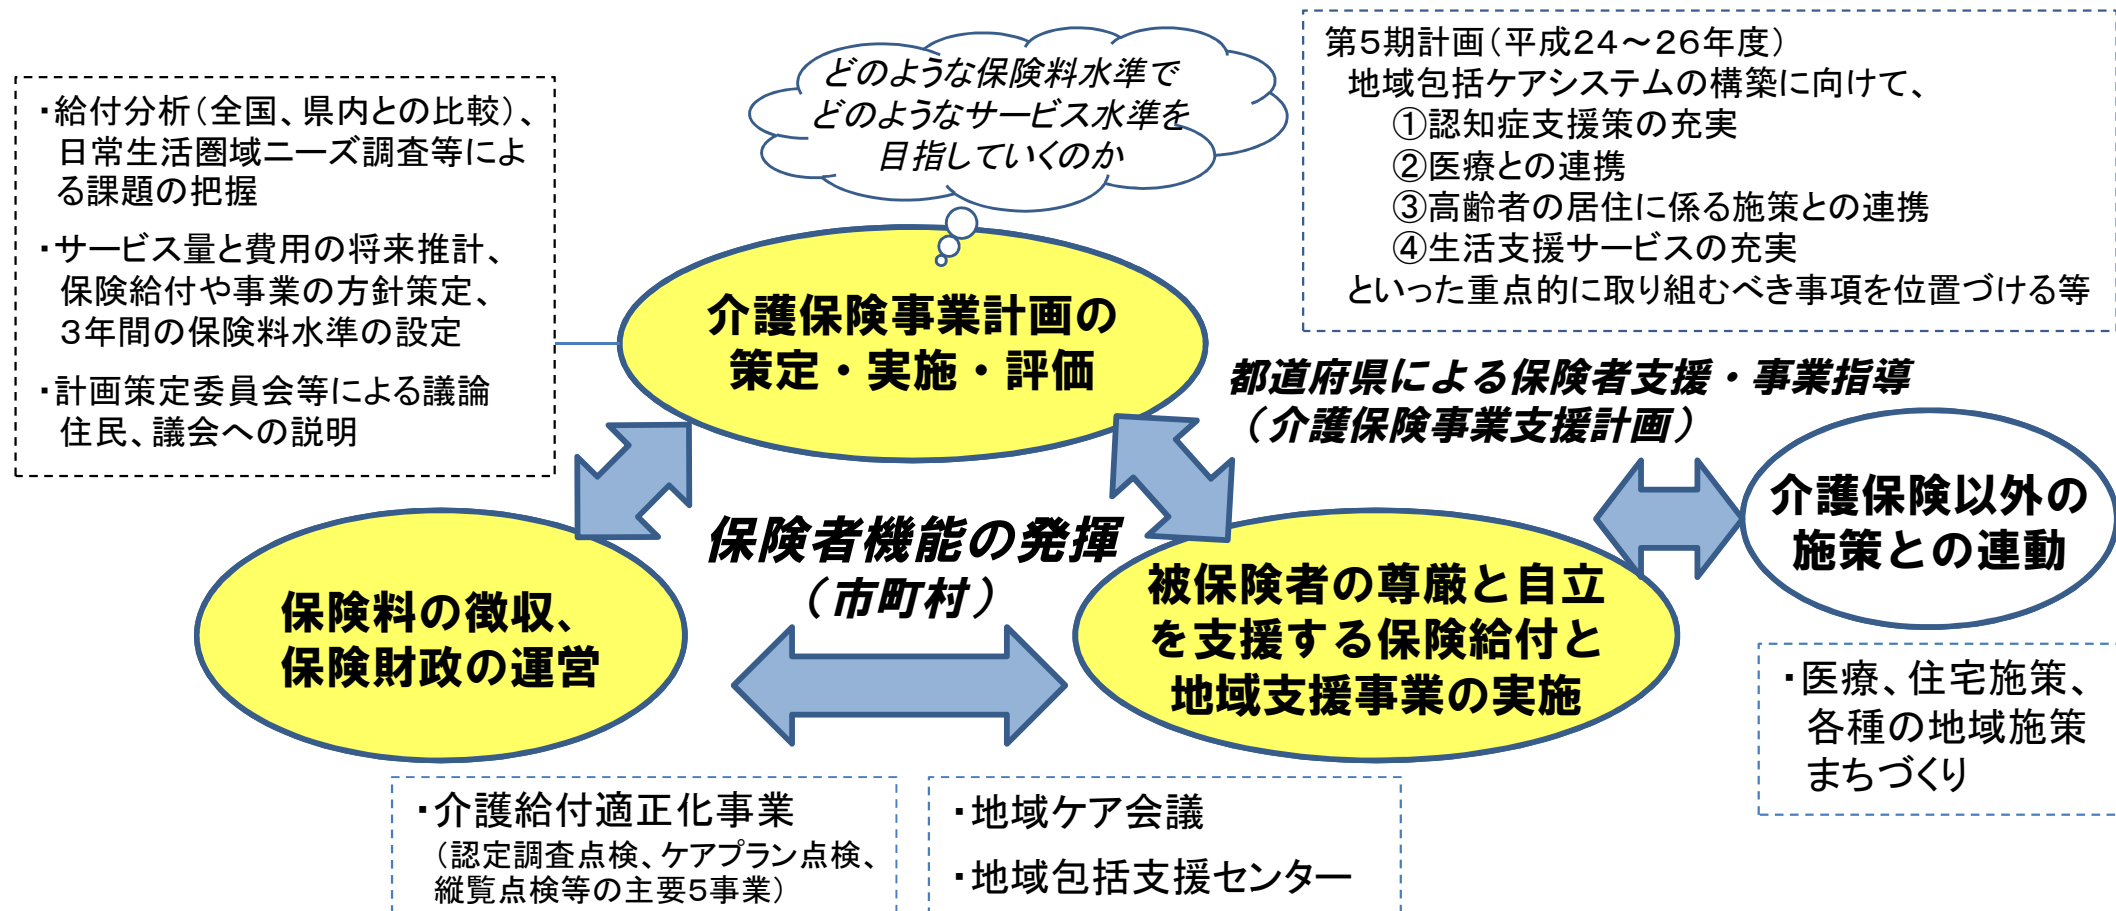 どのような保険料水準で
どのようなサービス水準を
目指していくのか
・給付分析（全国、県内との比較）、
日常生活圏域ニーズ調査等によ
る課題の把握
・サービス量と費用の将来推計、
保険給付や事業の方針策定、
３年間の保険料水準の設定
・計画策定委員会等による議論
住民、議会への説明
第５期計画（平成２４～２６年度）
地域包括ケアシステムの構築に向けて、
①認知症支援策の充実
②医療との連携
③高齢者の居住に係る施策との連携
④生活支援サービスの充実
といった重点的に取り組むべき事項を位置づける等
介護保険事業計画の
策定・実施・評価
都道府県による保険者支援・事業指導
（介護保険事業支援計画）
保険者機能の発揮
（市町村）
介護保険以外の
施策との連動
保険料の徴収、
保険財政の運営
被保険者の尊厳と自立
を支援する保険給付と
地域支援事業の実施
・医療、住宅施策、
各種の地域施策
まちづくり
・介護給付適正化事業
（認定調査点検、ケアプラン点検、
縦覧点検等の主要５事業）
・地域ケア会議
・地域包括支援センター